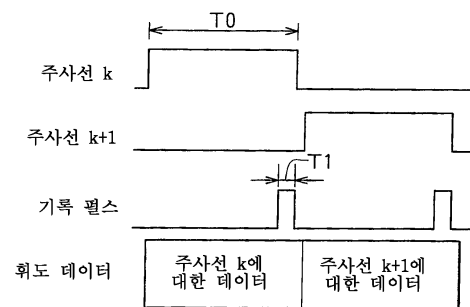 T0
주사선 k
주사선 k+1
T1
기록 펄스
휘도 데이터
주사선 k에
대한 데이터
주사선 k+1에
대한 데이터